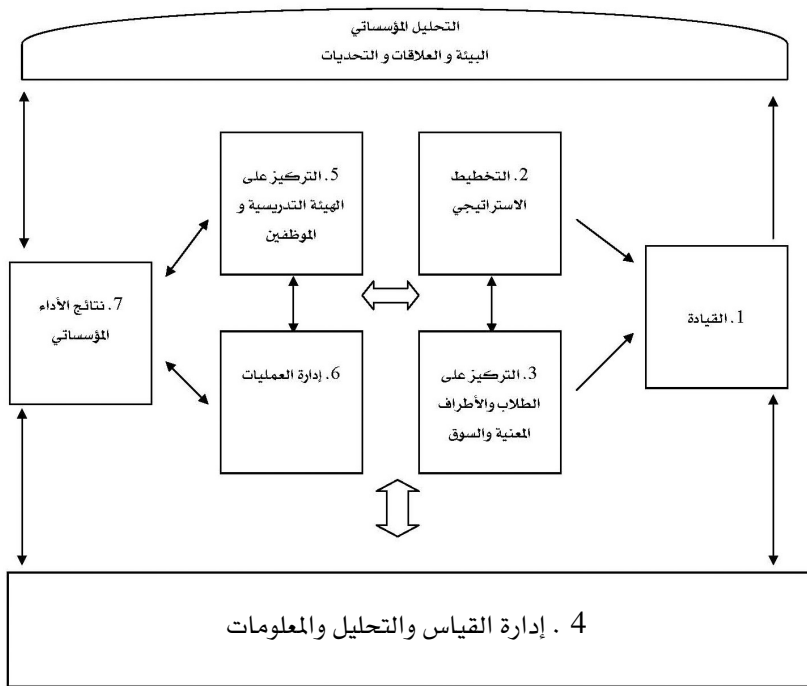 التحليل المؤسساتي
البيئة و العلاقات و التحديات
1. القيادة
2. التخطيط
الاستراتيجي
3. التركيز على
الطلاب والأطراف
المعنية والسوق
5. التركيز على
الهيئة التدريسية و
الموظفين
6. إدارة العمليات
7. نتائج الأداء
المؤسساتي
4 . إدارة القياس والتحليل والمعلومات